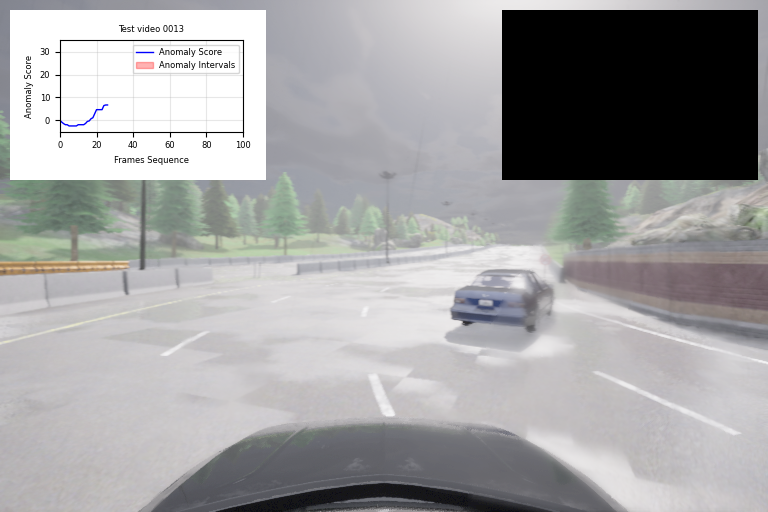 Test video 0013
Anomaly Score
30
20
10
0
Anomaly Score
Anomaly Intervals
0 20 40 60 80 100
Frames Sequence